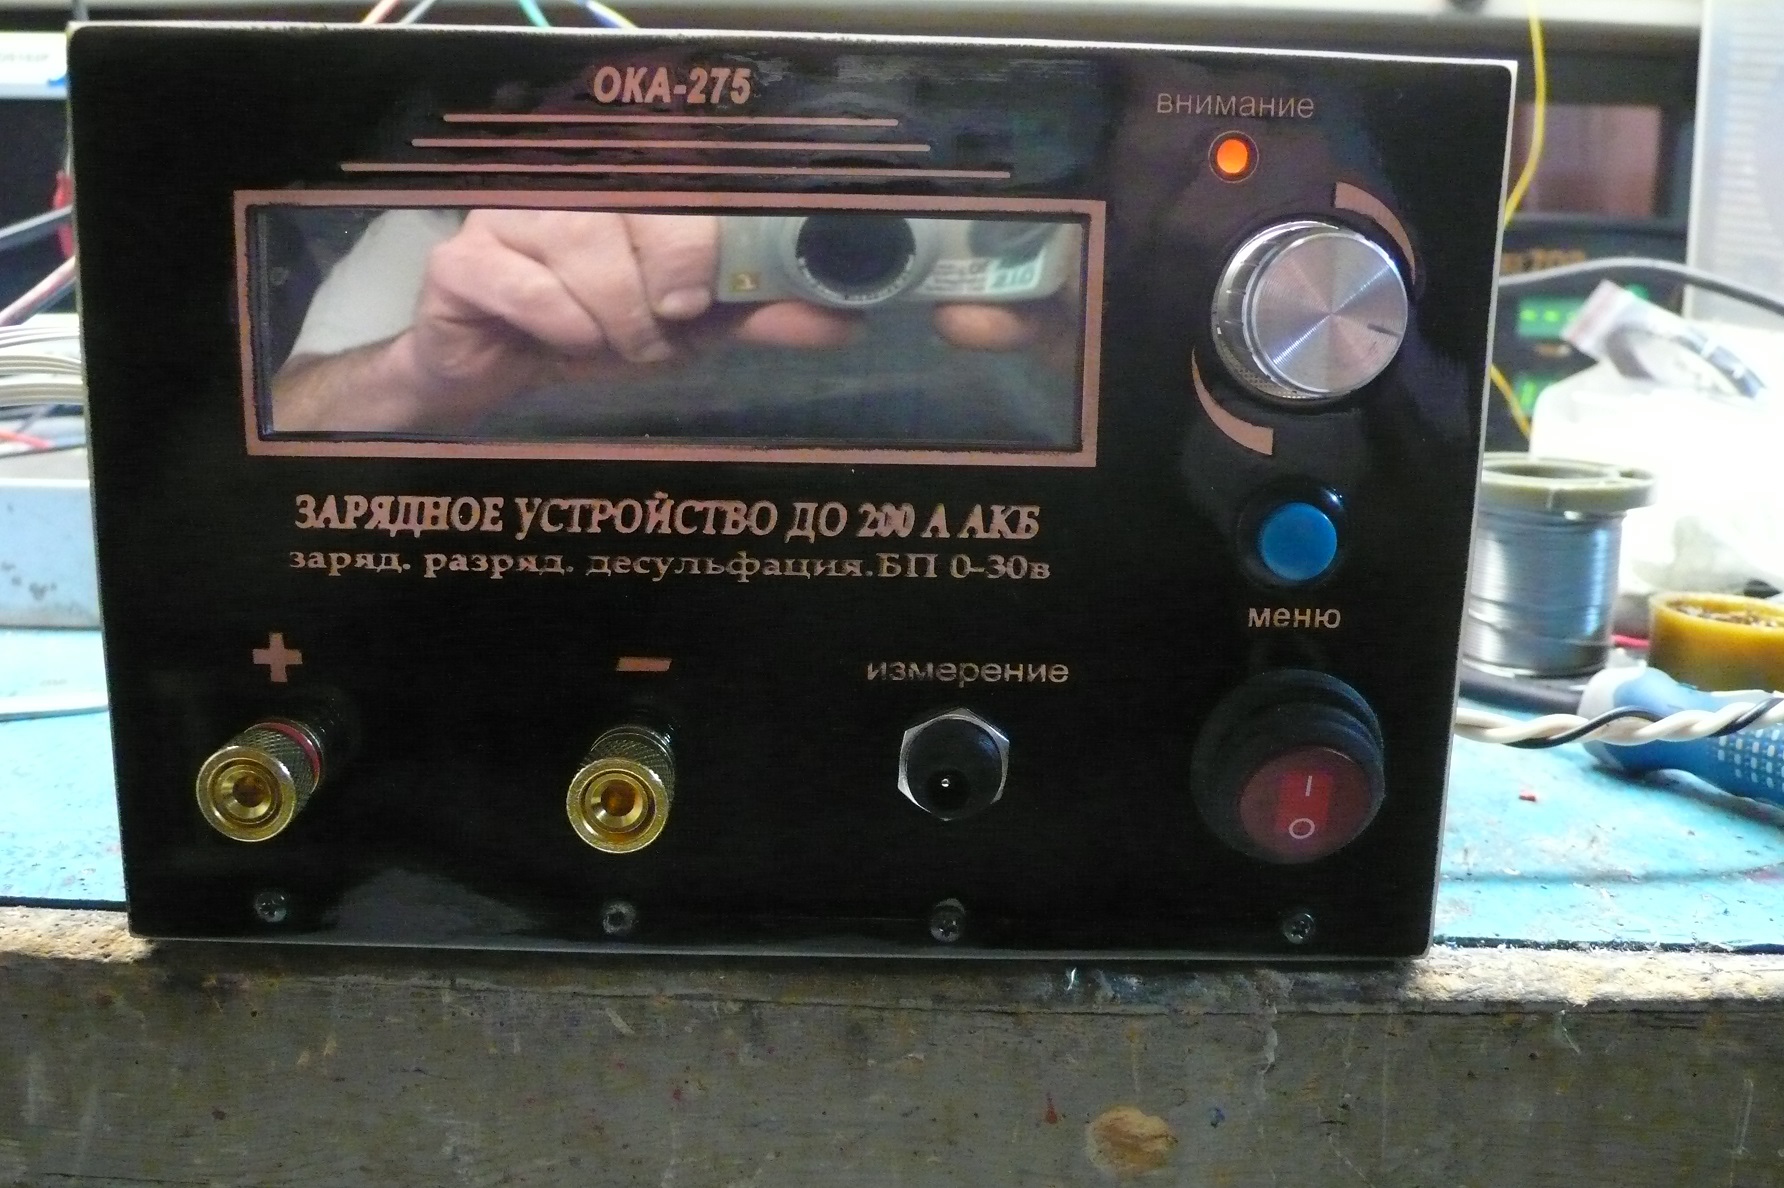 ОКА-275
внимание
ЗАРЯДНОЕ УСТРОЙСТВО ДО 200 А АКБ
заряд. разряд. десульфация.БП 0-30в
меню
+
-
измерение
I
O